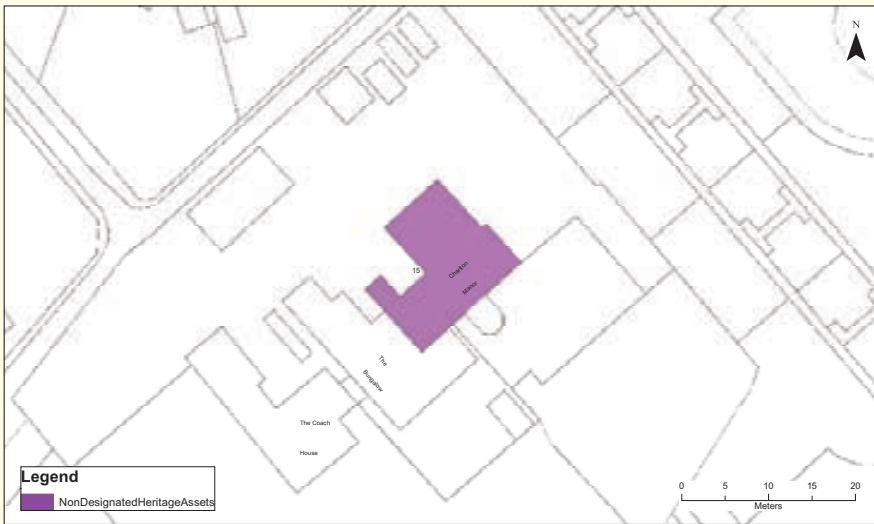 N
15
Charlton
Manor
The
Bungalow
The Coach
House
Legend
NonDesignatedHeritageAssets
0 5 10 15 20
Meters